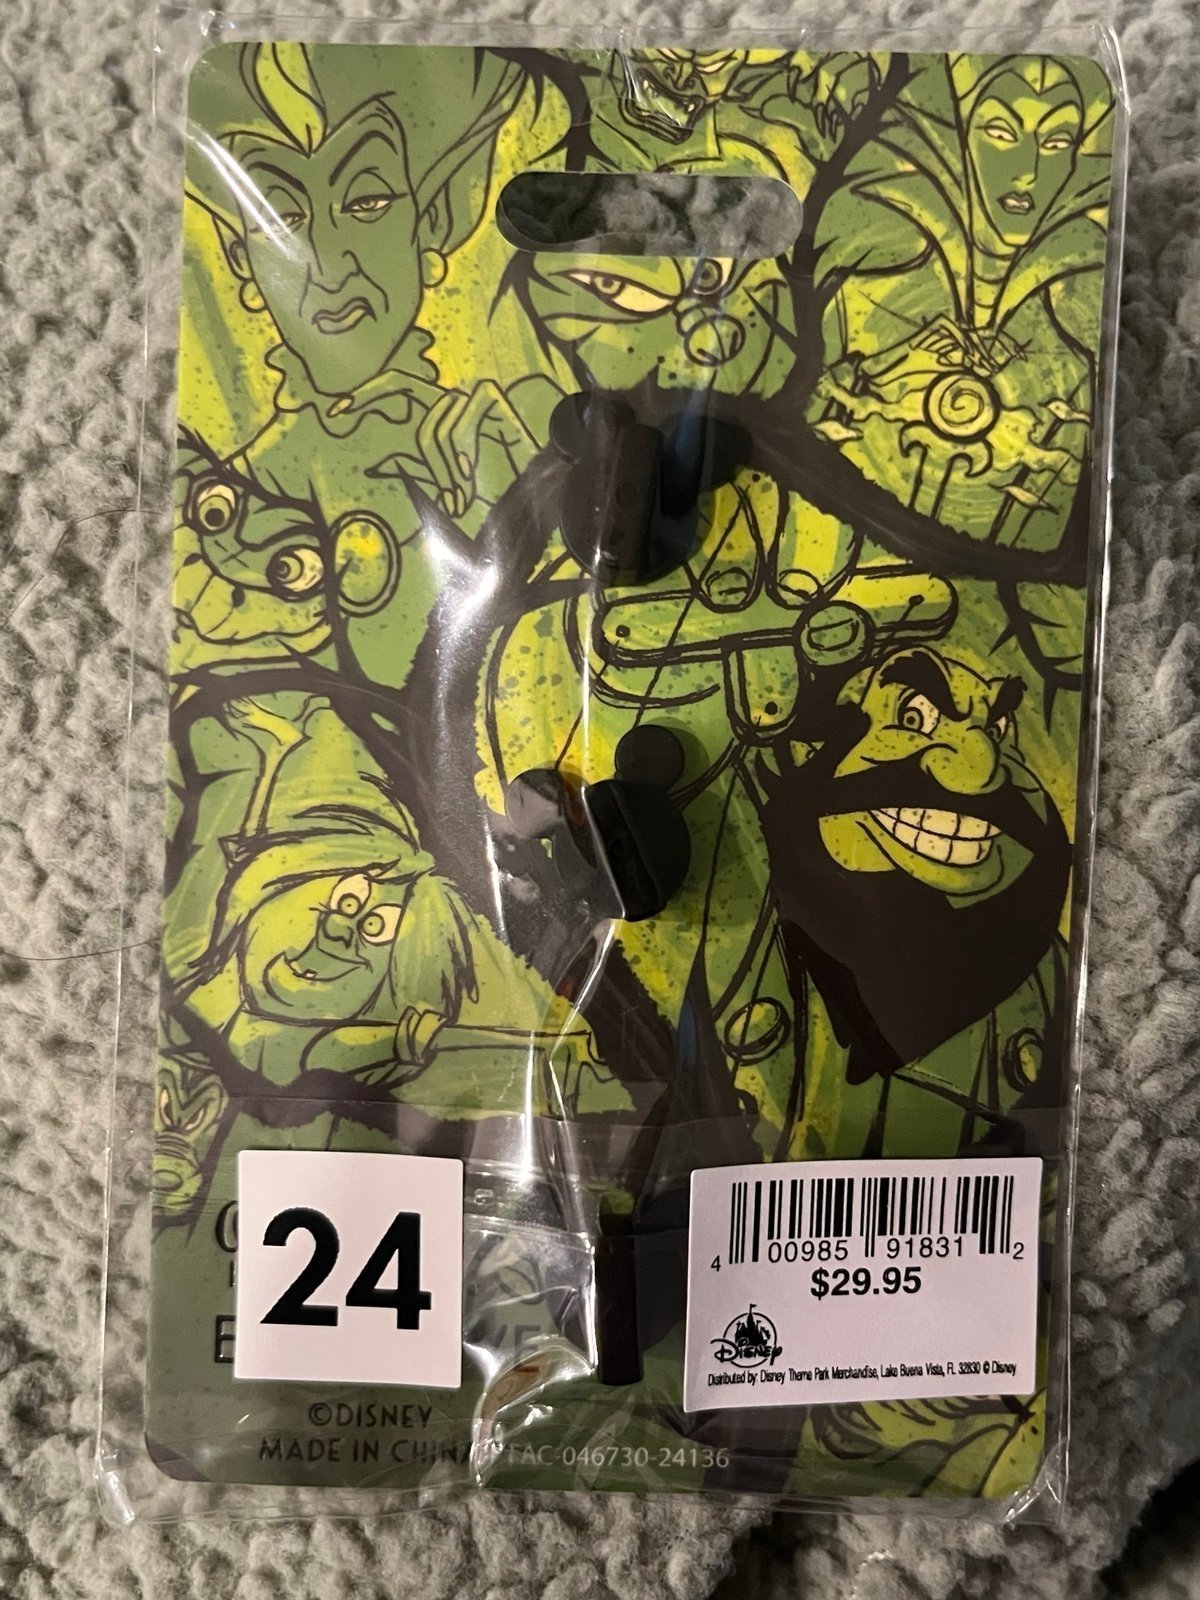 24
4 00985 91831 2
$29.95
Disney
Distributed by: Disney Theme Park Merchandise, Lake Buena Vista, FL 32830 © Disney
©DISNEY
MADE IN CHINA FAC-046730-24136